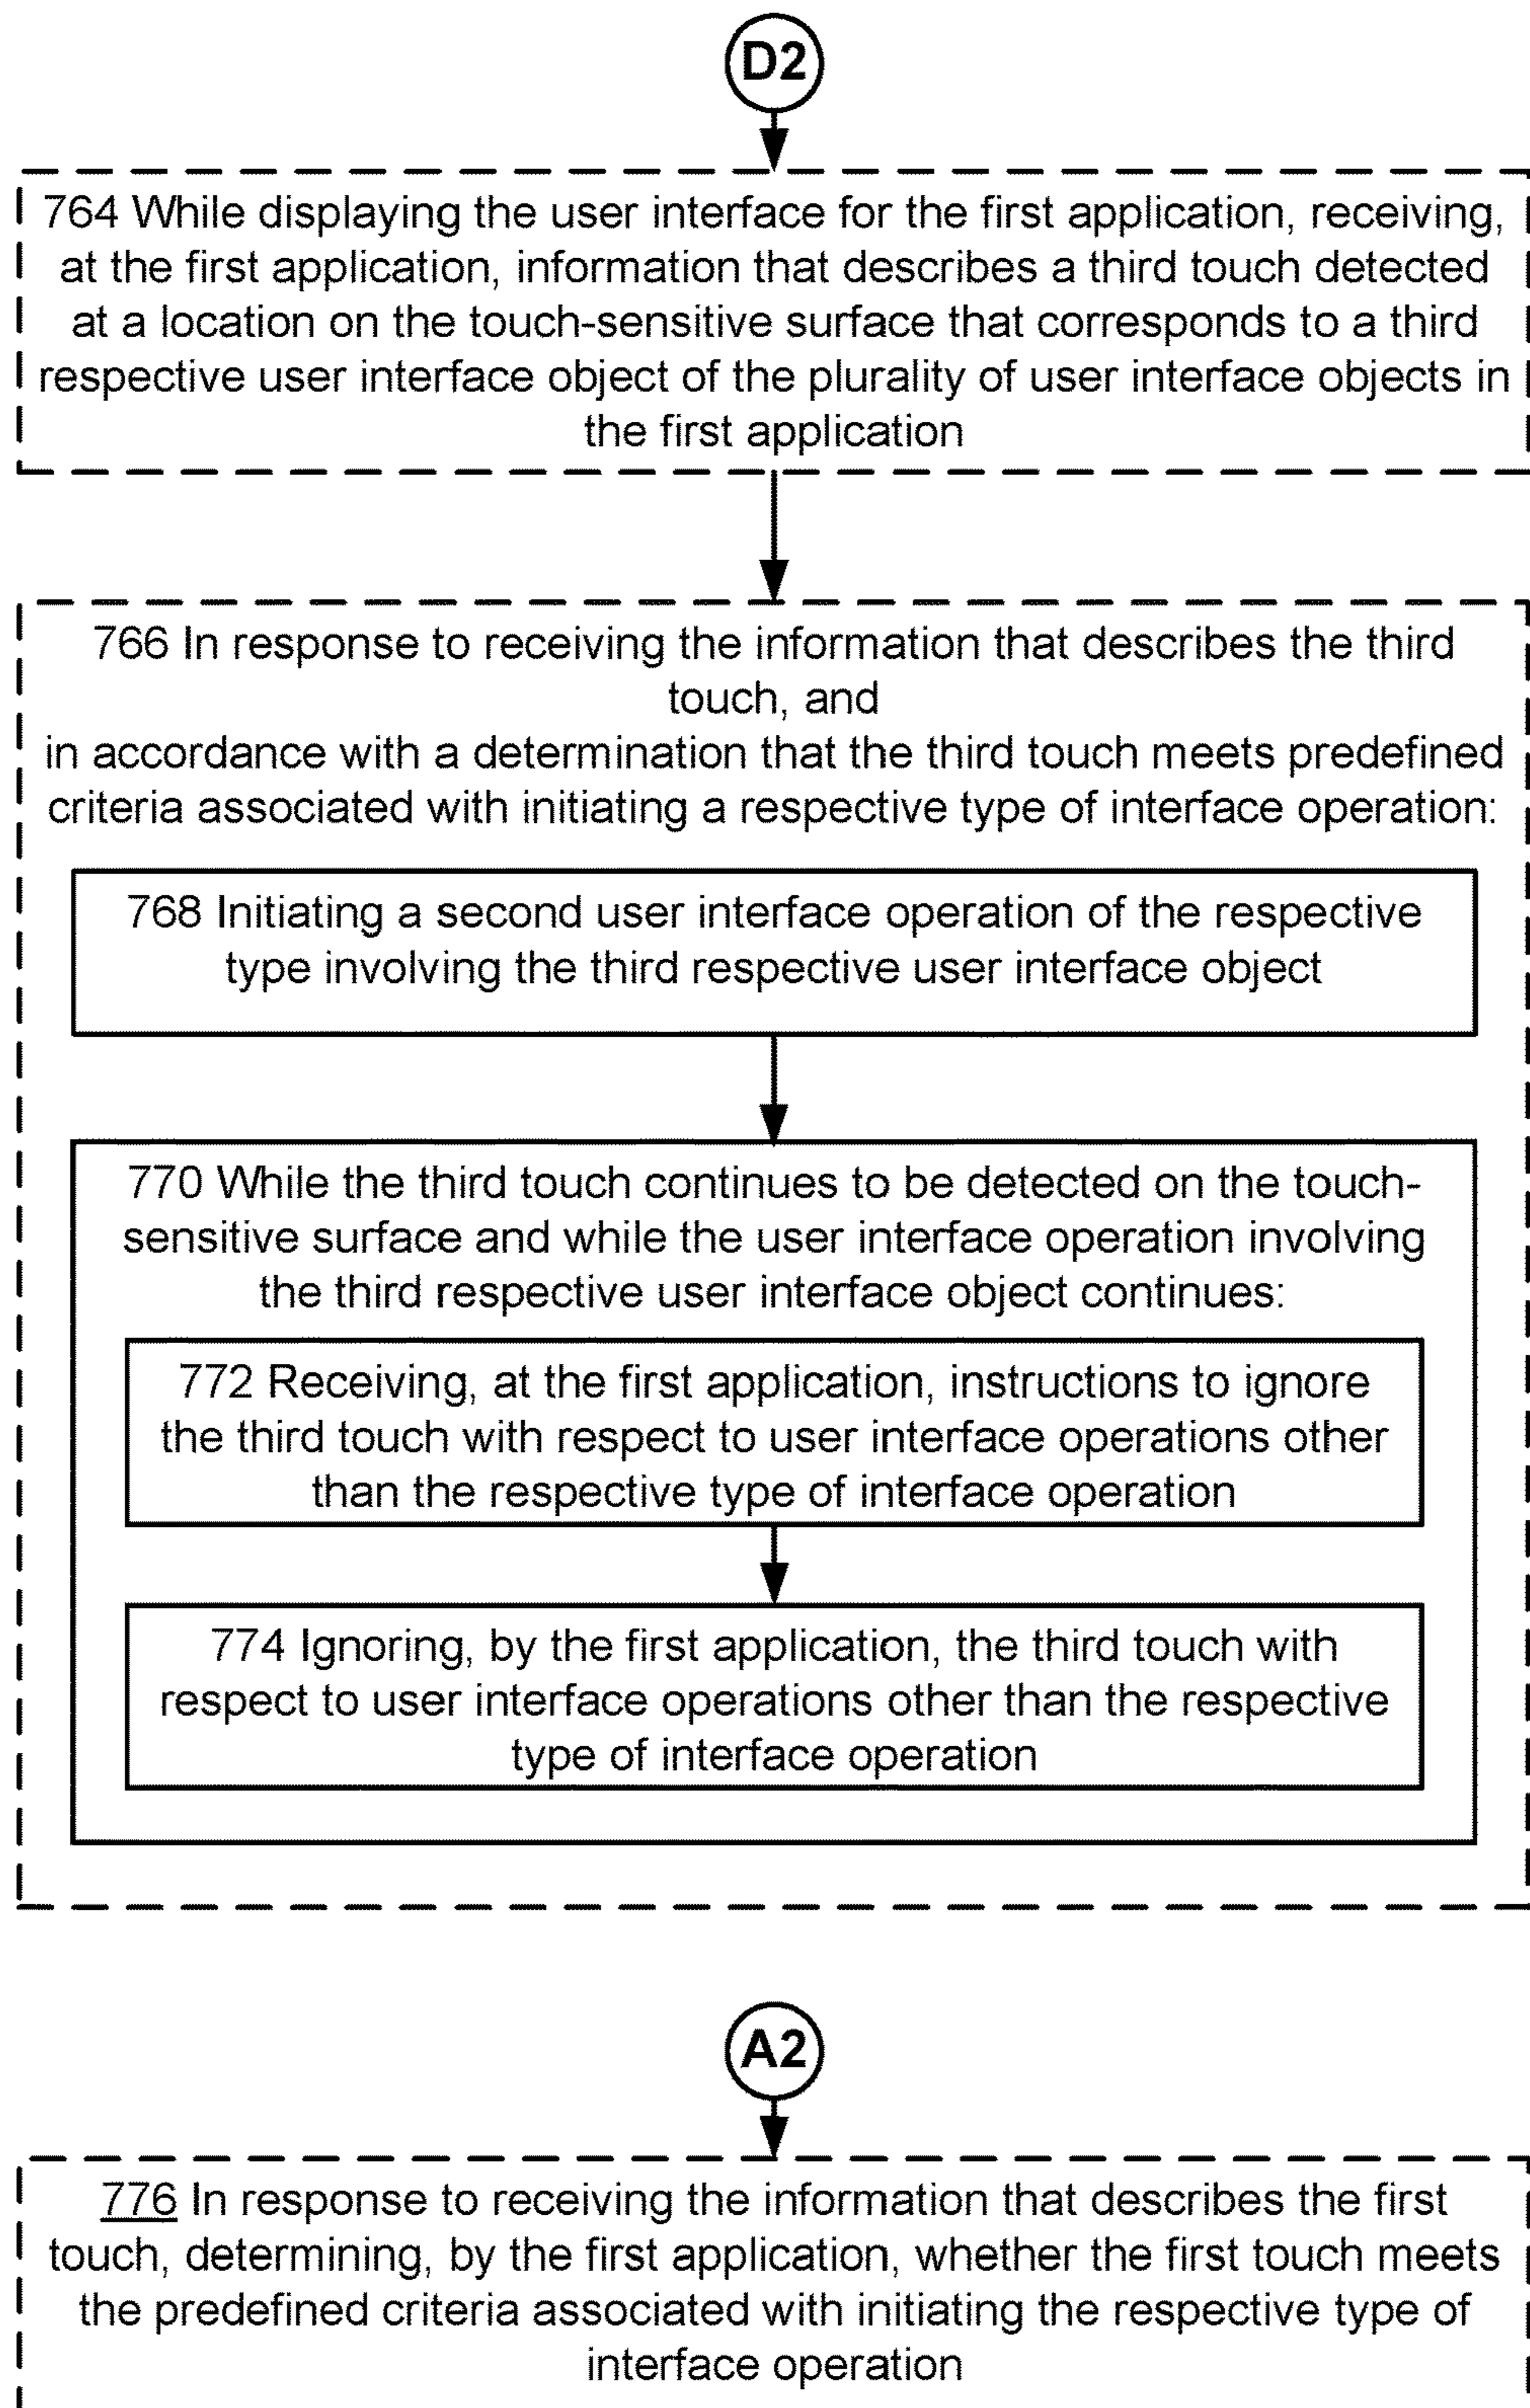 D2
764 While displaying the user interface for the first application, receiving,
at the first application, information that describes a third touch detected
at a location on the touch-sensitive surface that corresponds to a third
respective user interface object of the plurality of user interface objects in
the first application
766 In response to receiving the information that describes the third
touch, and
in accordance with a determination that the third touch meets predefined
criteria associated with initiating a respective type of interface operation:
768 Initiating a second user interface operation of the respective
type involving the third respective user interface object
770 While the third touch continues to be detected on the touch-
sensitive surface and while the user interface operation involving
the third respective user interface object continues:
772 Receiving, at the first application, instructions to ignore
the third touch with respect to user interface operations other
than the respective type of interface operation
774 Ignoring, by the first application, the third touch with
respect to user interface operations other than the respective
type of interface operation
A2
776 In response to receiving the information that describes the first
touch, determining, by the first application, whether the first touch meets
the predefined criteria associated with initiating the respective type of
interface operation